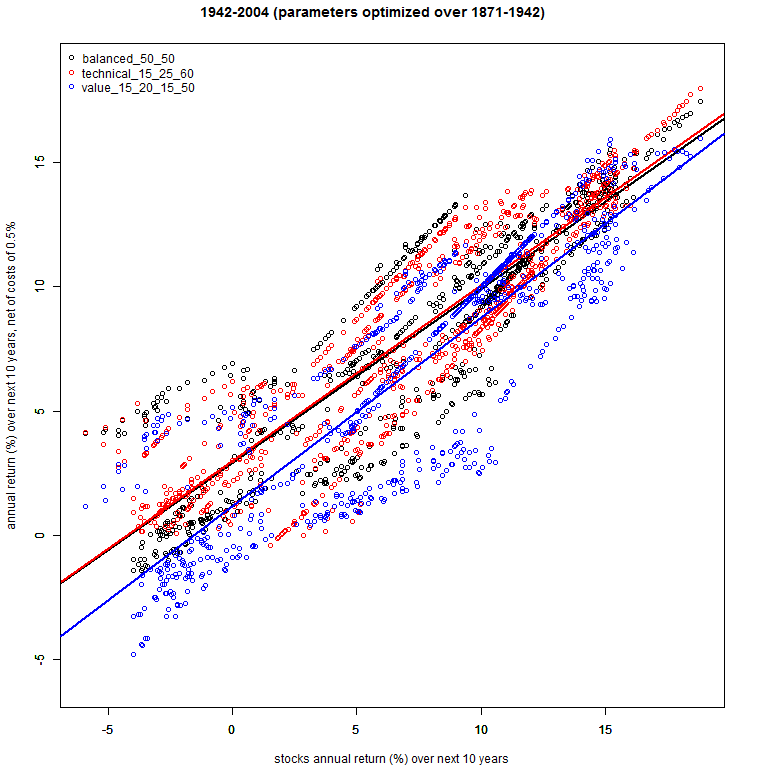 1942-2004 (parameters optimized over 1871-1942)
balanced_50_50
technical_15_25_60
value_15_20_15_50
annual return (%) over next 10 years, net of costs of 0.5%
15
10
5
0
-5
-5 0 5 10 15
stocks annual return (%) over next 10 years